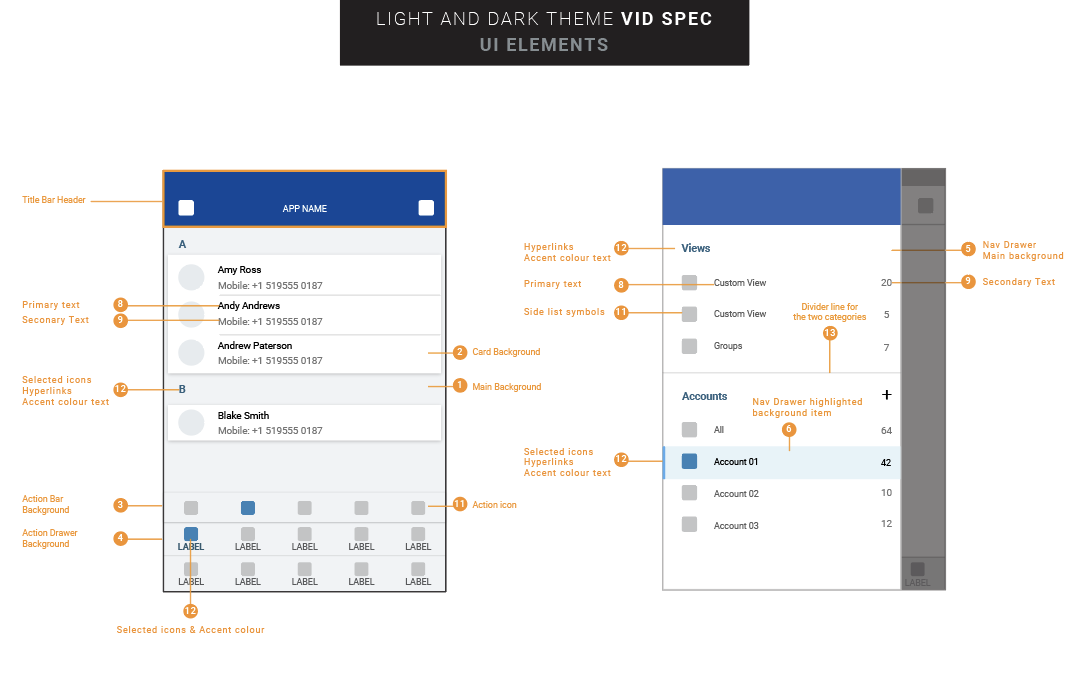 LIGHT AND DARK THEME VID SPEC
UI ELEMENTS
Title Bar Header
APP NAME
A
Amy Ross
Mobile: +1 519555 0187
Primary text
8
Andy Andrews
Seconary Text
9
Mobile: +1 519555 0187
Andrew Paterson
Mobile: +1 519555 0187
2
Card Background
Selected icons
Hyperlinks
Accent colour text
12
B
1
Main Background
Blake Smith
Mobile: +1 519555 0187
Action Bar
Background
3
11
Action icon
Action Drawer
Background
4
LABEL LABEL LABEL LABEL LABEL
LABEL LABEL LABEL LABEL LABEL
12
Selected icons & Accent colour
Hyperlinks
Accent colour text
12
Views
5
Nav Drawer
Main background
Primary text
8
Custom View
20
9
Secondary Text
Side list symbols
11
Custom View
5
Divider line for
the two categories
13
Groups
7
Accounts
+
Nav Drawer highlighted
background item
6
All
64
Selected icons
Hyperlinks
Accent colour text
12
Account 01
42
Account 02
10
Account 03
12
LABEL